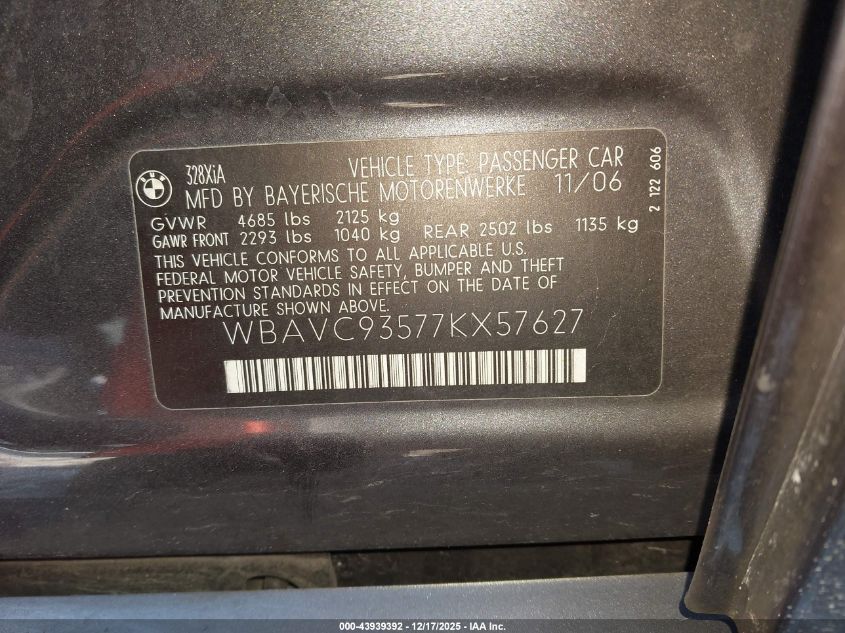 BMW
328XiA
VEHICLE TYPE: PASSENGER CAR
MFD BY BAYERISCHE MOTORENWERKE 11/06
GVWR 4685 lbs 2125 kg
GAWR FRONT 2293 lbs 1040 kg REAR 2502 lbs 1135 kg
THIS VEHICLE CONFORMS TO ALL APPLICABLE U.S.
FEDERAL MOTOR VEHICLE SAFETY, BUMPER AND THEFT
PREVENTION STANDARDS IN EFFECT ON THE DATE OF
MANUFACTURE SHOWN ABOVE.
WBAVC93577KX57627
2 122 606
000-43939392 - 12/17/2025 - IAA Inc.